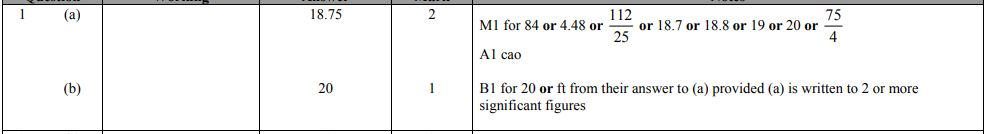 1 (a) 18.75 2 M1 for 84 or 4.48 or 112/25 or 18.7 or 18.8 or 19 or 20 or 75/4
A1 cao
(b) 20 1 B1 for 20 or ft from their answer to (a) provided (a) is written to 2 or more
significant figures